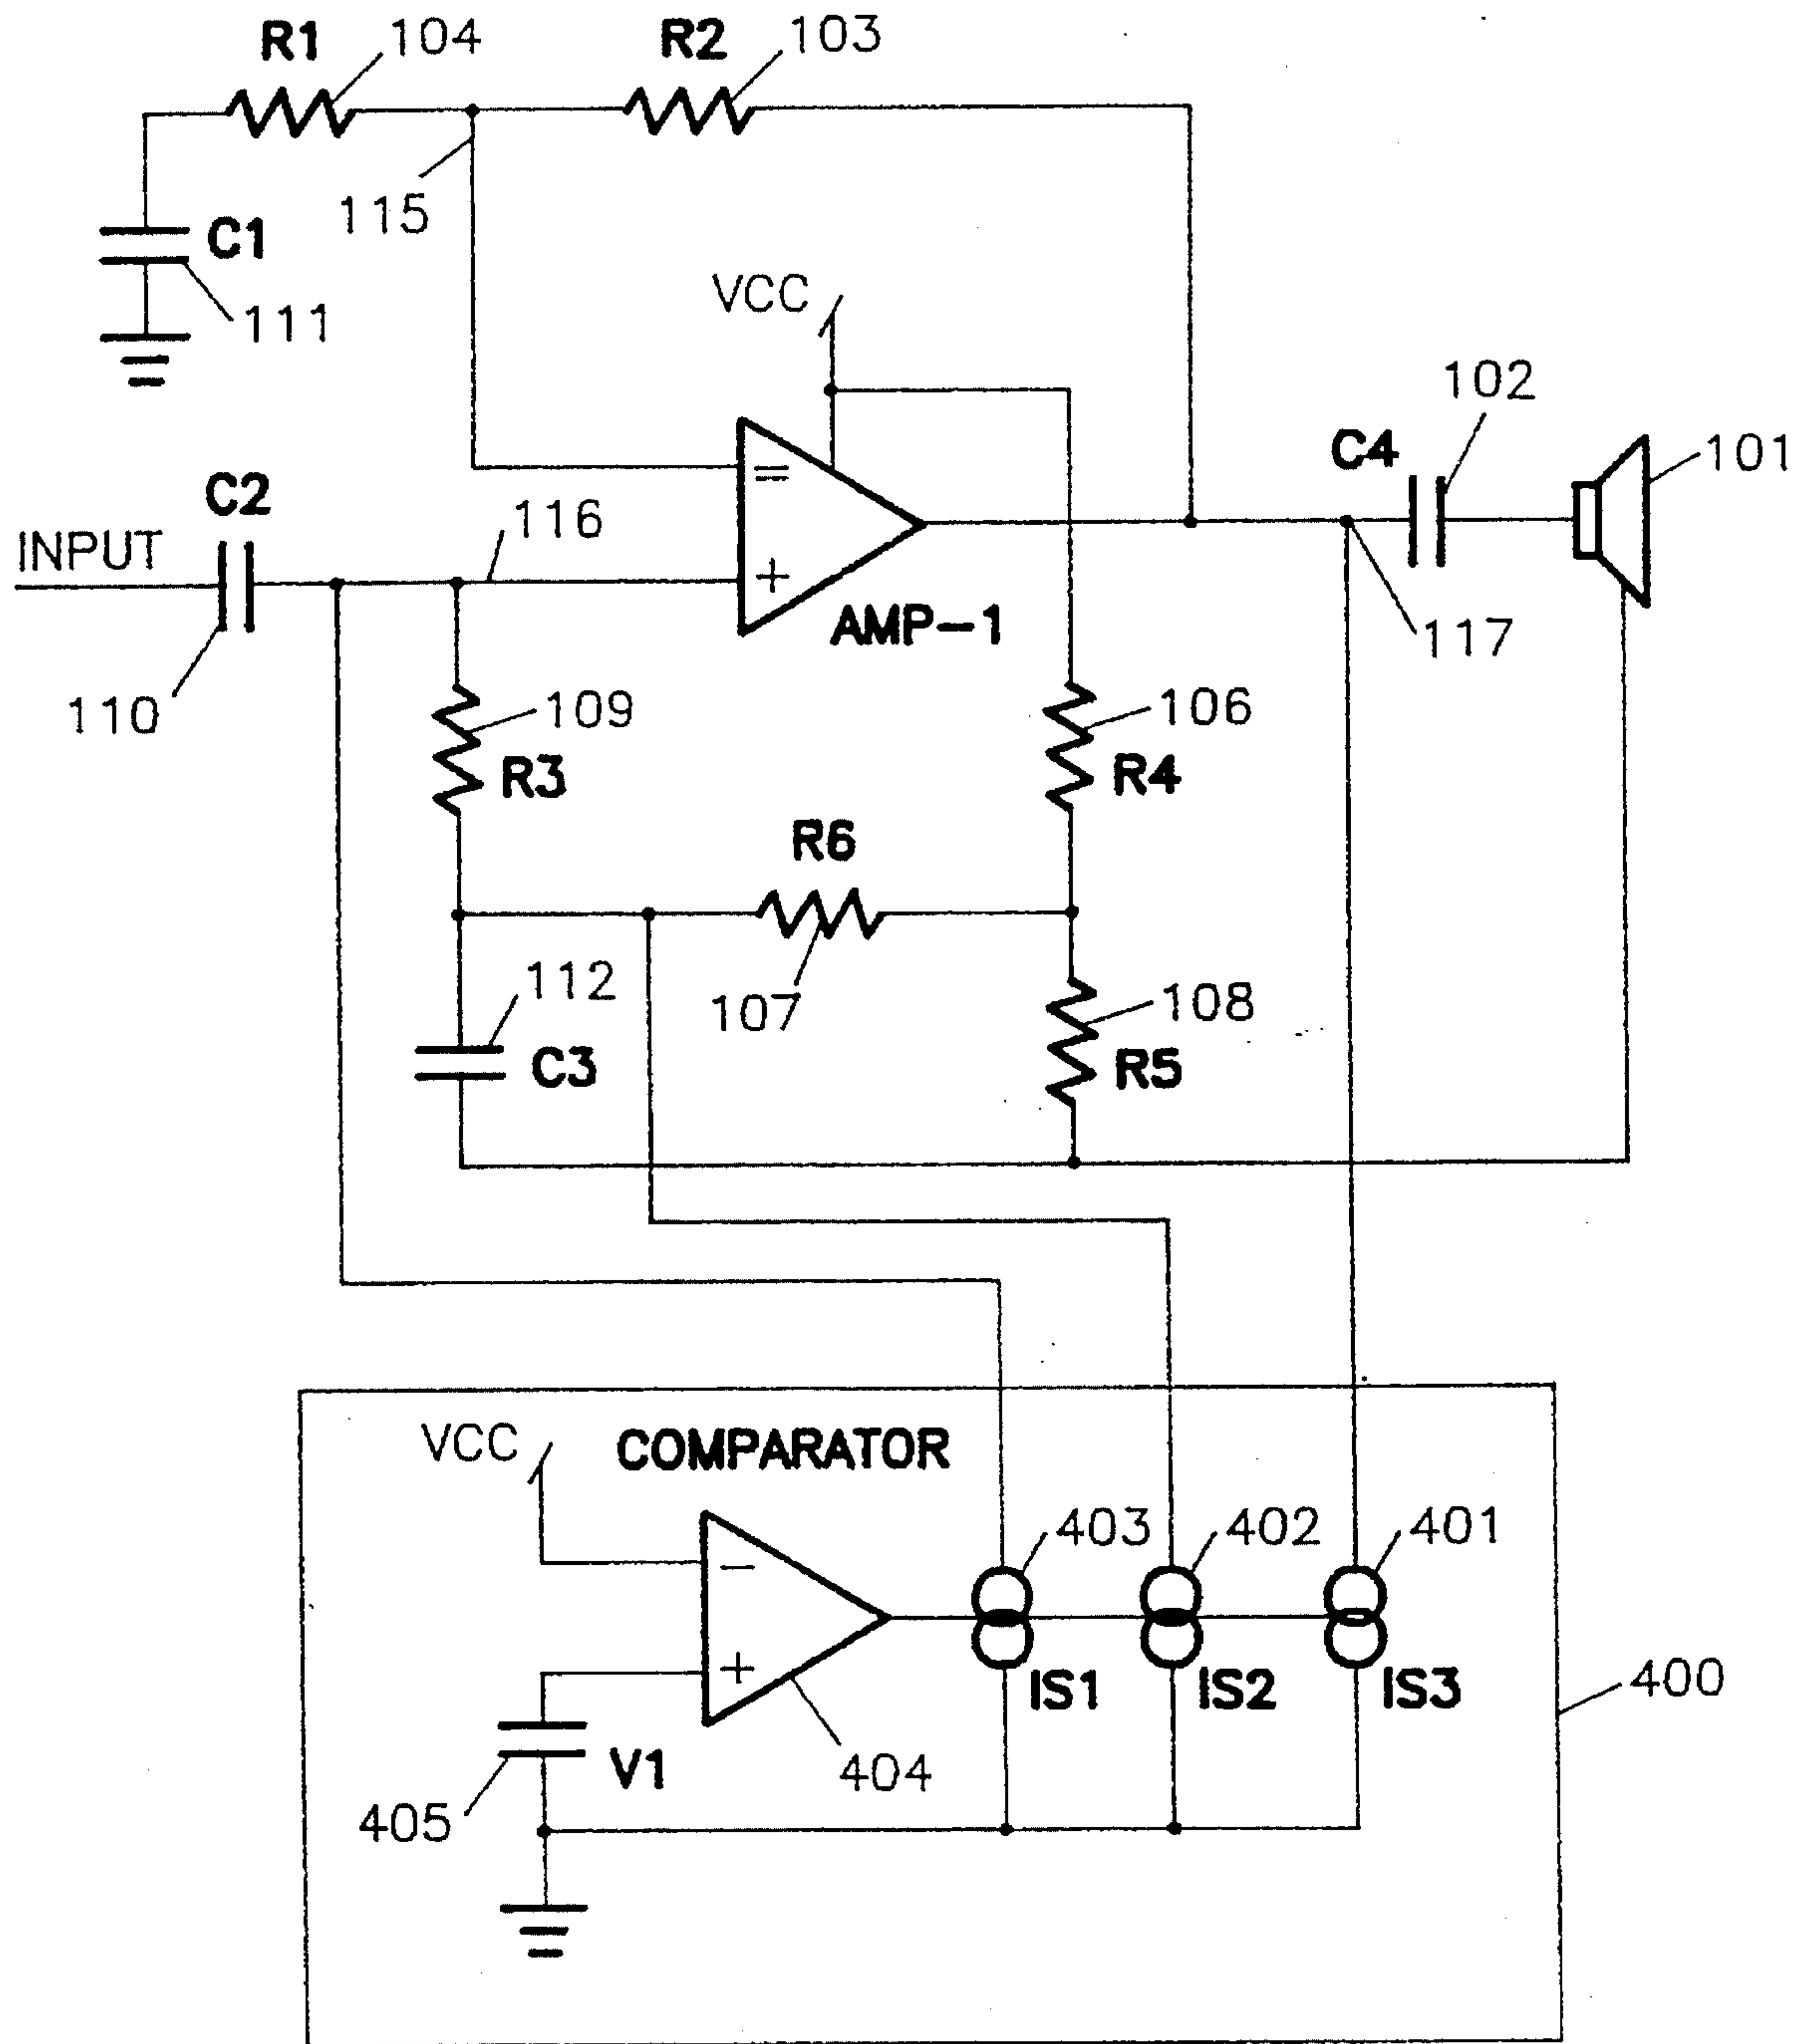 R1 104 R2 103
115
C1
111
VCC
102
C4
101
C2
116
INPUT
=
+
AMP-1
117
110
109
106
R3
R4
R6
112
107
108
C3
R5
VCC COMPARATOR
403 402 401
−
+
IS1 IS2 IS3
400
V1
404
405